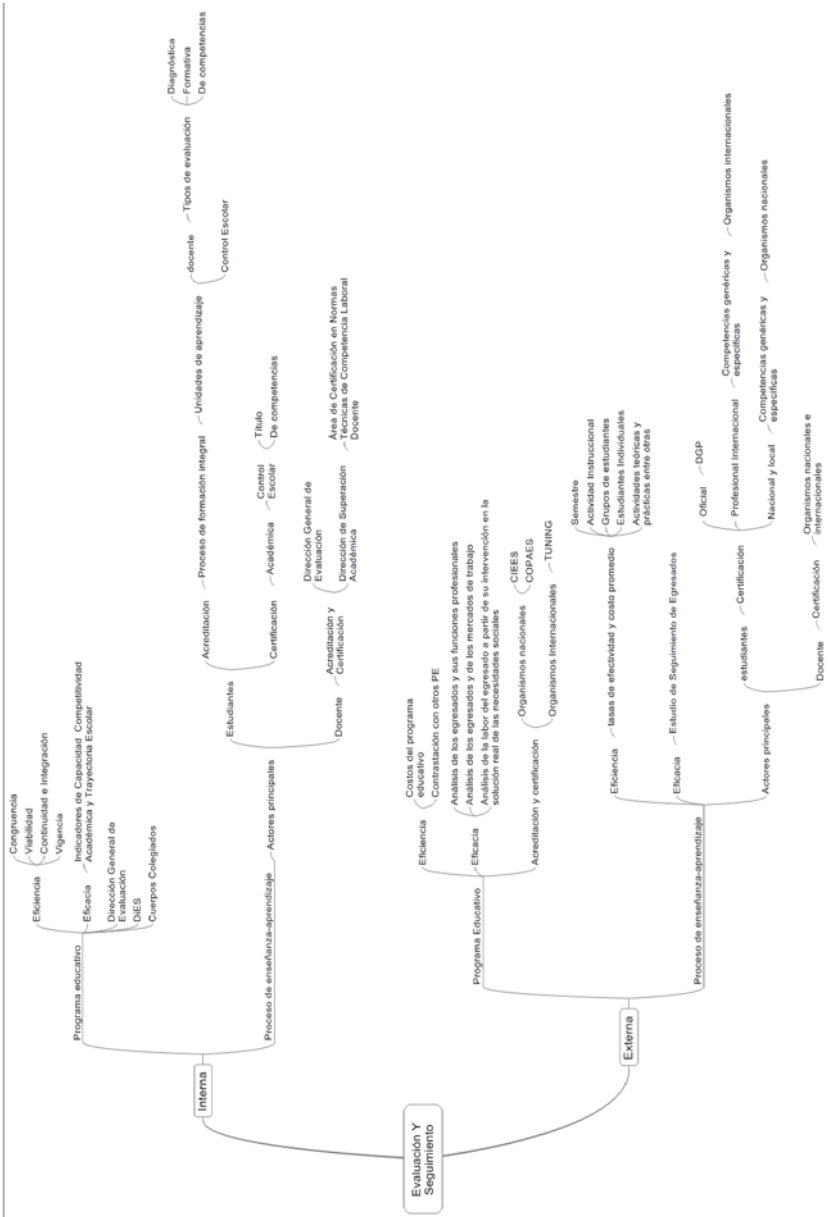 Evaluación Y
Seguimiento
Interna
Programa educativo
Eficiencia
Congruencia
Viabilidad
Continuidad e Integración
Vigencia
Eficacia
Indicadores de Capacidad Competitividad
Académica y Trayectoria Escolar
Dirección General de
Evaluación
DiES
Cuerpos Colegiados
Proceso de enseñanza-aprendizaje
Actores principales
Estudiantes
Acreditación
Proceso de formación integral
Unidades de aprendizaje
docente
Tipos de evaluación
Diagnóstica
Formativa
De competencias
Control Escolar
Certificación
Académica
Control
Escolar
Título
De competencias
Docente
Acreditación y
Certificación
Dirección General de
Evaluación
Dirección de Superación
Académica
Área de Certificación en Normas
Técnicas de Competencia Laboral
Docente
Externa
Programa Educativo
Eficiencia
Costos del programa
educativo
Contrastación con otros PE
Eficacia
Análisis de los egresados y sus funciones profesionales
Análisis de los egresados y de los mercados de trabajo
Análisis de la labor del egresado a partir de su intervención en la
solución real de las necesidades sociales
Acreditación y certificación
Organismos nacionales
CIEES
COPAES
Organismos Internacionales
TUNING
Proceso de enseñanza-aprendizaje
Eficiencia
tasas de efectividad y costo promedio
Semestre
Actividad Instruccional
Grupos de estudiantes
Estudiantes Individuales
Actividades teóricas y
prácticas entre otras
Eficacia
Estudio de Seguimiento de Egresados
Actores principales
estudiantes
Certificación
Oficial
DGP
Profesional Internacional
Competencias genéricas y
específicas
Organismos internacionales
Nacional y local
Competencias genéricas y
específicas
Organismos nacionales
Docente
Certificación
Organismos nacionales e
internacionales